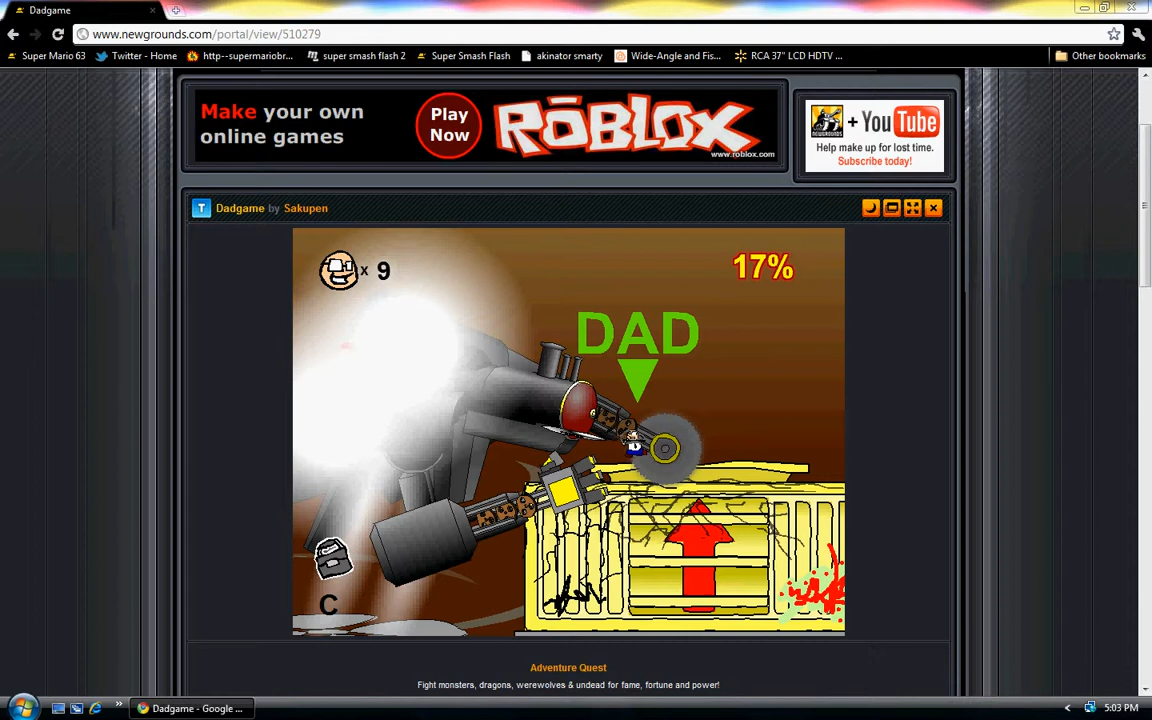 Dadgame
www.newgrounds.com/portal/view/510279
Super Mario 63
Twitter - Home
http--supermariobr...
super smash flash 2
Super Smash Flash
akinator smarty
Wide-Angle and Fis...
RCA 37" LCD HDTV ...
Other bookmarks
Make your own
online games
Play
Now
RŌBLOX
www.roblox.com
NEWGROUNDS
+ YouTube
Help make up for lost time.
Subscribe today!
T
Dadgame by Sakupen
x 9
17%
DAD
C
Adventure Quest
Fight monsters, dragons, werewolves & undead for fame, fortune and power!
Dadgame - Google ...
5:03 PM